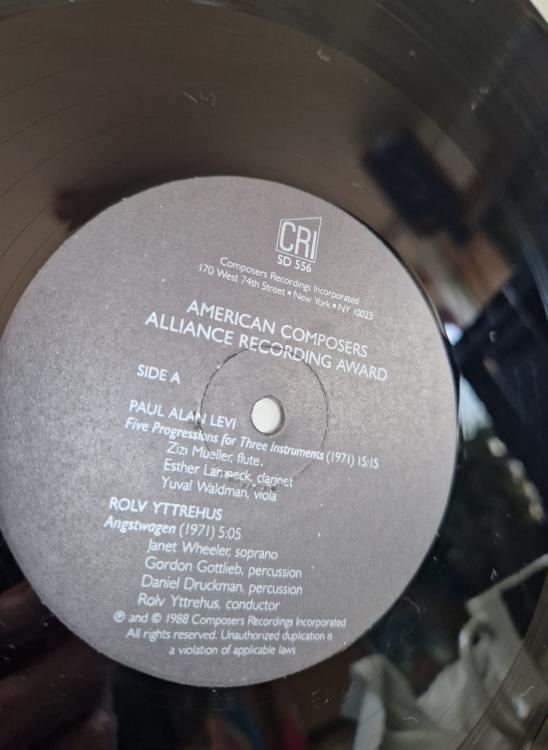 CRI
SD 556
Composers Recordings Incorporated
170 West 74th Street ▪ New York ▪ NY 10023
AMERICAN COMPOSERS
ALLIANCE RECORDING AWARD
SIDE A
PAUL ALAN LEVI
Five Progressions for Three Instruments (1971) 15:15
Zizi Mueller, flute.
Esther Lamneck, clarinet
Yuval Waldman, viola
ROLV YTTREHUS
Angstwagen (1971) 5:05
Janet Wheeler, soprano
Gordon Gottlieb, percussion
Daniel Druckman, percussion
Rolv Yttrehus, conductor
℗ and © 1988 Composers Recordings Incorporated
All rights reserved. Unauthorized duplication is
a violation of applicable laws